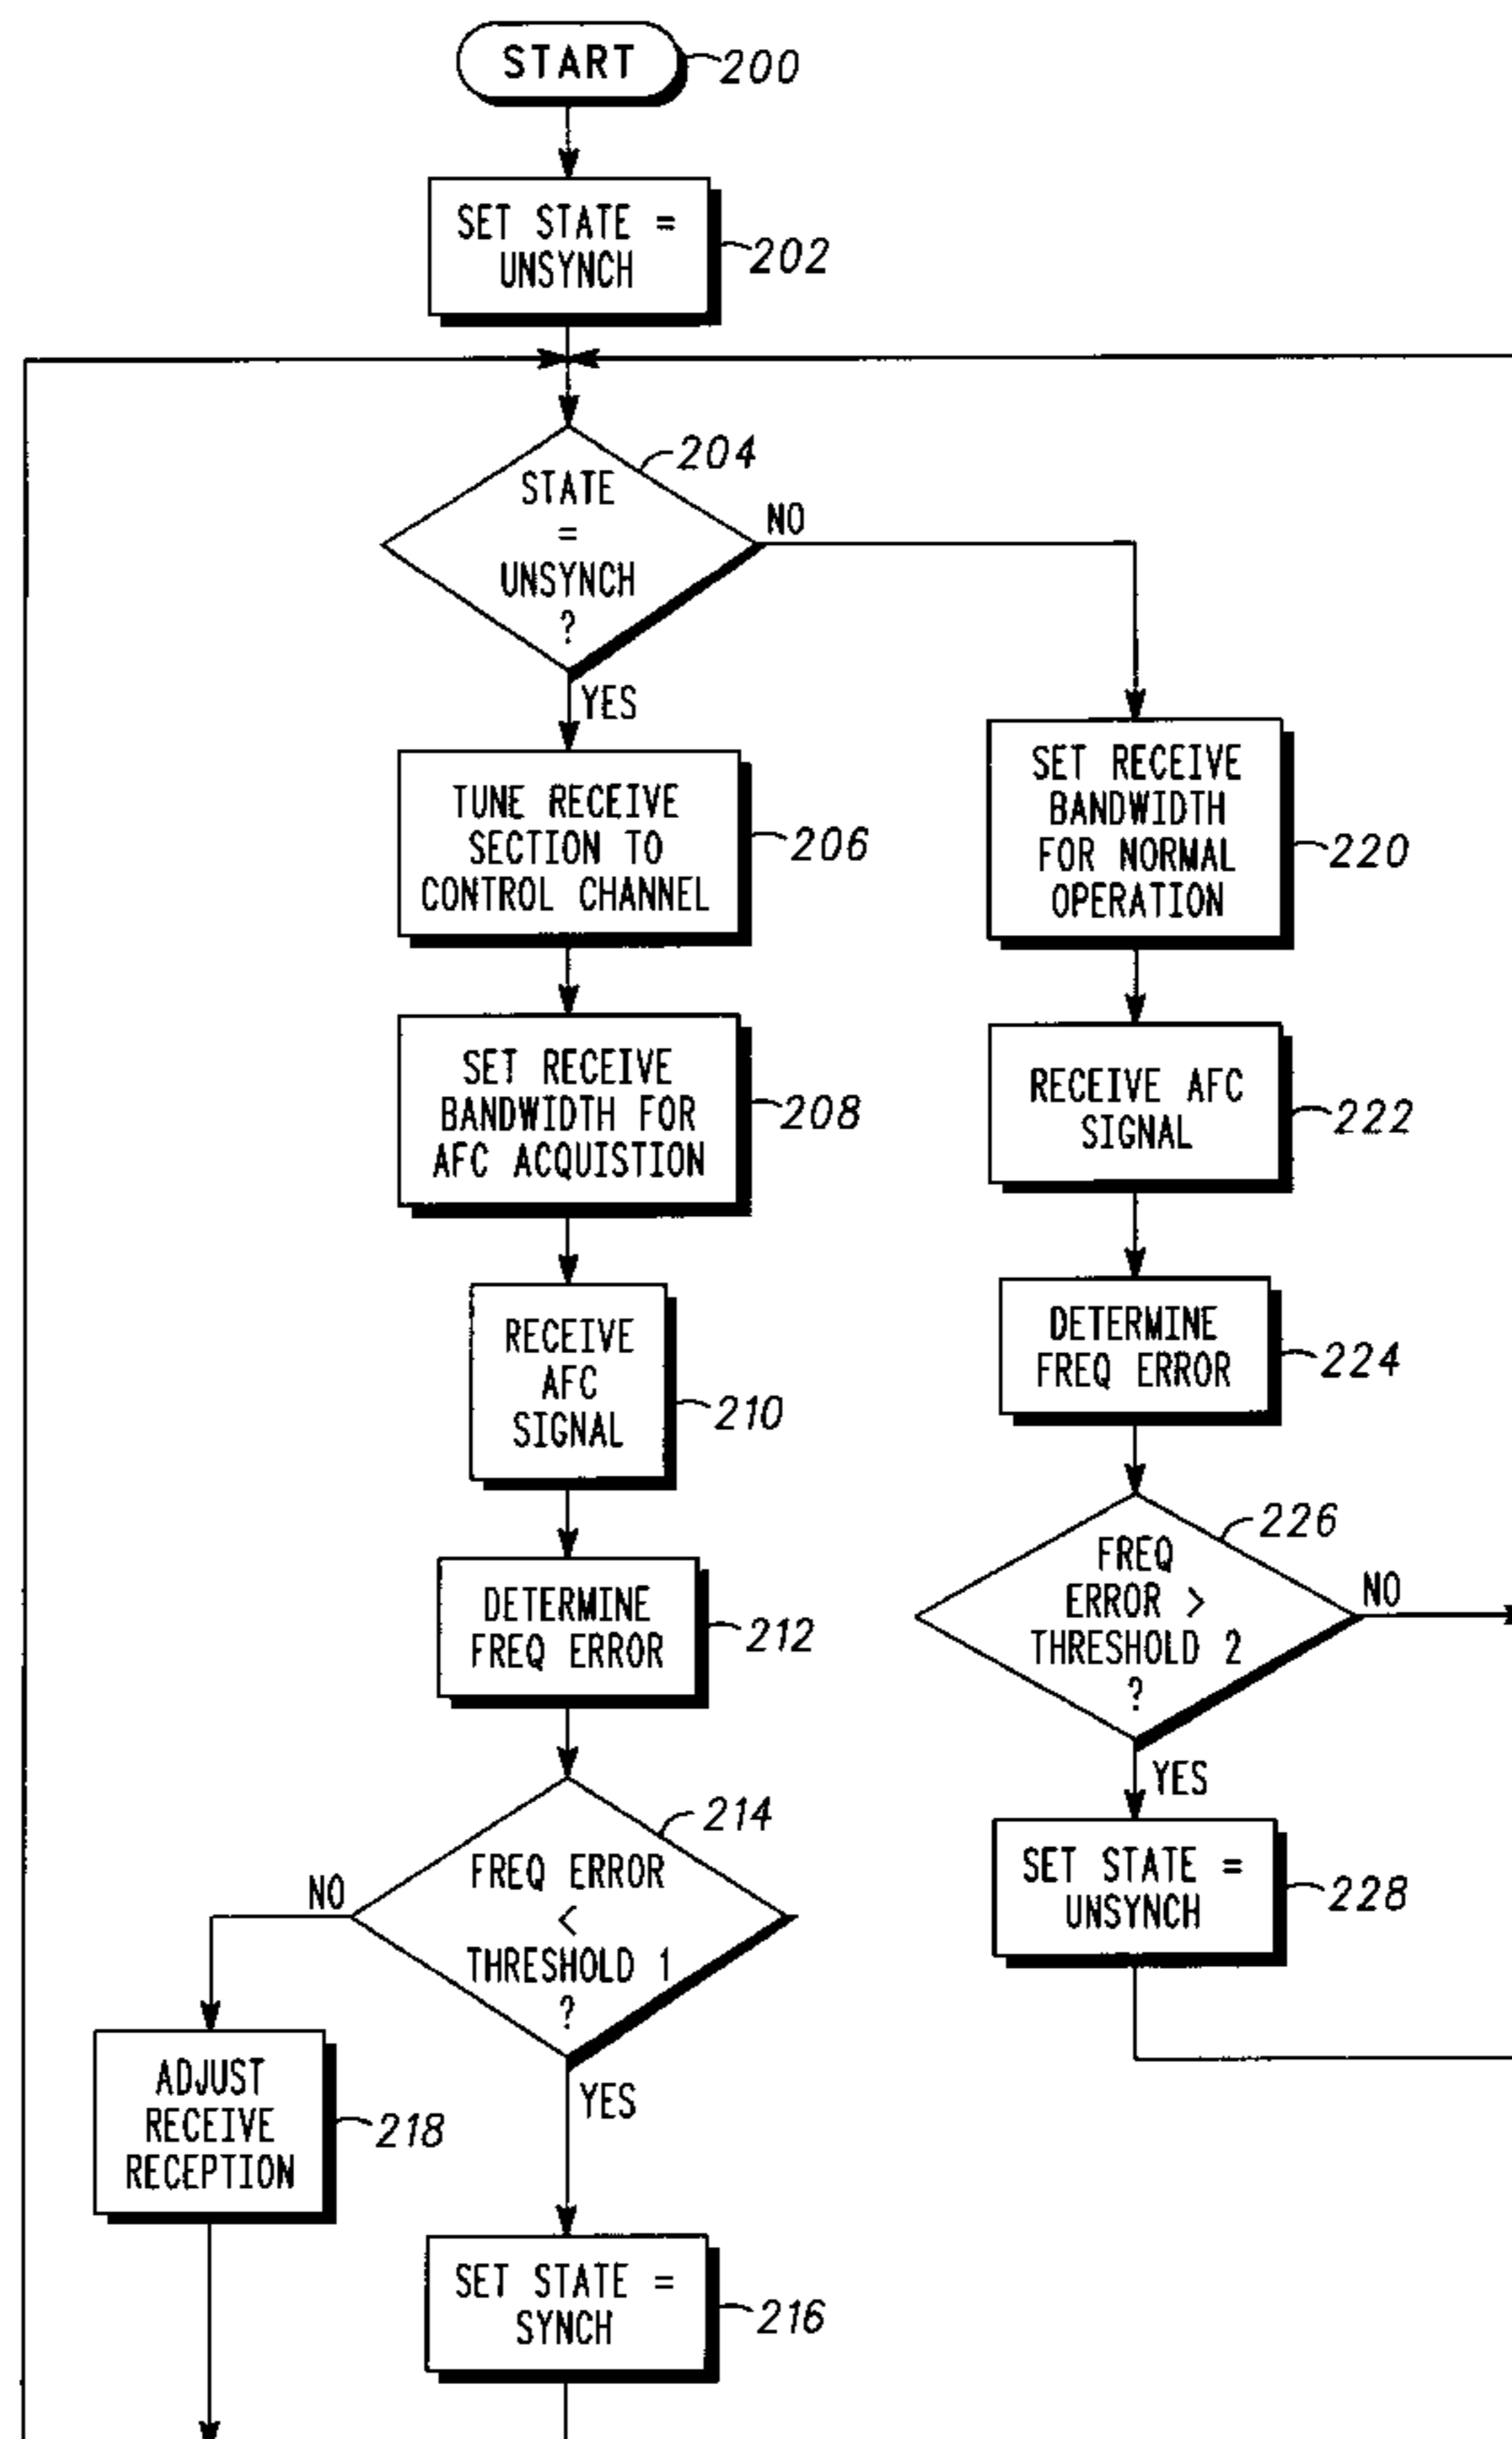 START
200
SET STATE =
UNSYNCH
202
204
STATE
=
UNSYNCH
?
NO
YES
TUNE RECEIVE
SECTION TO
CONTROL CHANNEL
206
SET RECEIVE
BANDWIDTH FOR
AFC ACQUISTION
208
RECEIVE
AFC
SIGNAL
210
DETERMINE
FREQ ERROR
212
214
FREQ ERROR
<
THRESHOLD 1
?
NO
YES
ADJUST
RECEIVE
RECEPTION
218
SET STATE =
SYNCH
216
SET RECEIVE
BANDWIDTH
FOR NORMAL
OPERATION
220
RECEIVE AFC
SIGNAL
222
DETERMINE
FREQ ERROR
224
226
FREQ
ERROR >
THRESHOLD 2
?
NO
YES
SET STATE =
UNSYNCH
228